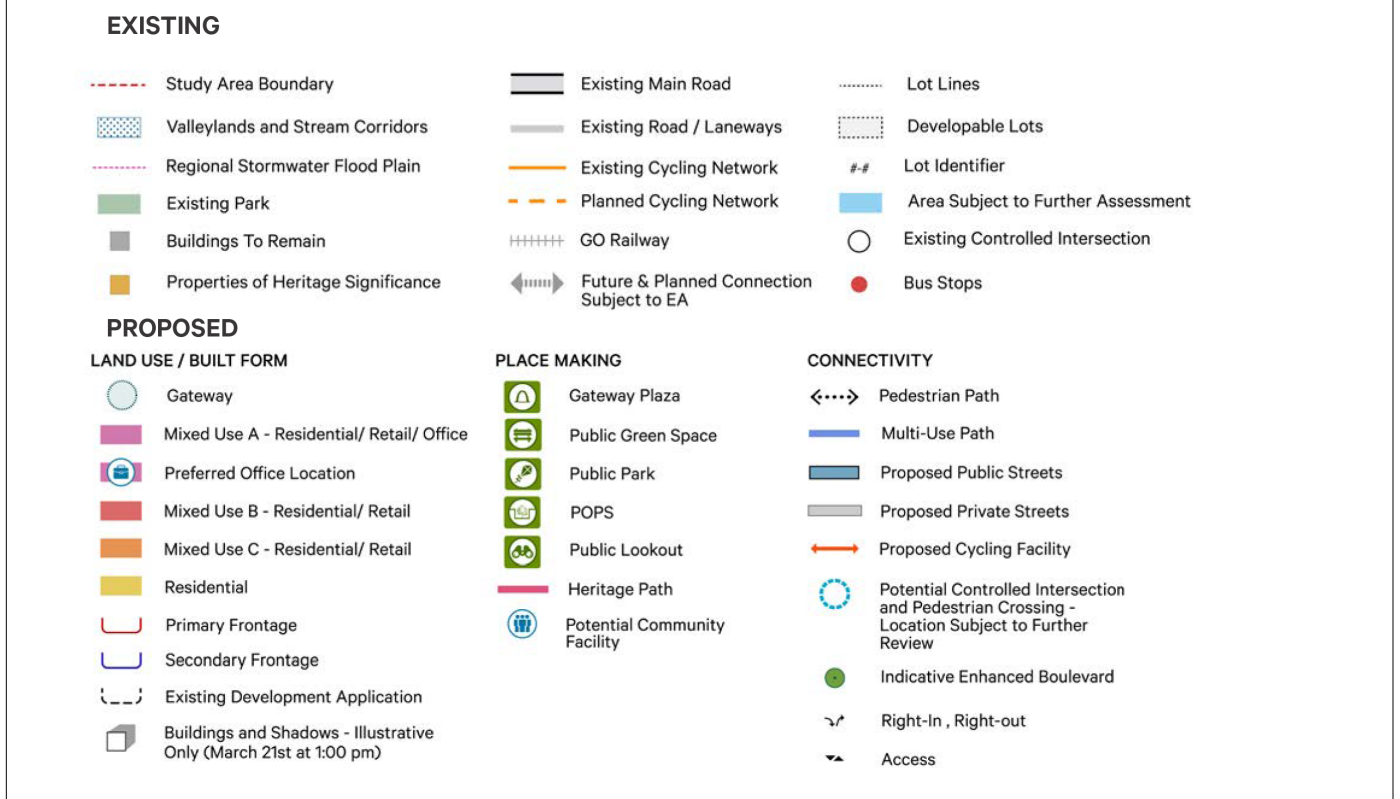 EXISTING
Study Area Boundary
Valleylands and Stream Corridors
Regional Stormwater Flood Plain
Existing Park
Buildings To Remain
Properties of Heritage Significance
Existing Main Road
Existing Road / Laneways
Existing Cycling Network
Planned Cycling Network
GO Railway
Future & Planned Connection
Subject to EA
Lot Lines
Developable Lots
#-# Lot Identifier
Area Subject to Further Assessment
Existing Controlled Intersection
Bus Stops
PROPOSED
LAND USE / BUILT FORM
Gateway
Mixed Use A - Residential/ Retail/ Office
Preferred Office Location
Mixed Use B - Residential/ Retail
Mixed Use C - Residential/ Retail
Residential
Primary Frontage
Secondary Frontage
Existing Development Application
Buildings and Shadows - Illustrative
Only (March 21st at 1:00 pm)
PLACE MAKING
Gateway Plaza
Public Green Space
Public Park
POPS
Public Lookout
Heritage Path
Potential Community
Facility
CONNECTIVITY
Pedestrian Path
Multi-Use Path
Proposed Public Streets
Proposed Private Streets
Proposed Cycling Facility
Potential Controlled Intersection
and Pedestrian Crossing -
Location Subject to Further
Review
Indicative Enhanced Boulevard
Right-In , Right-out
Access